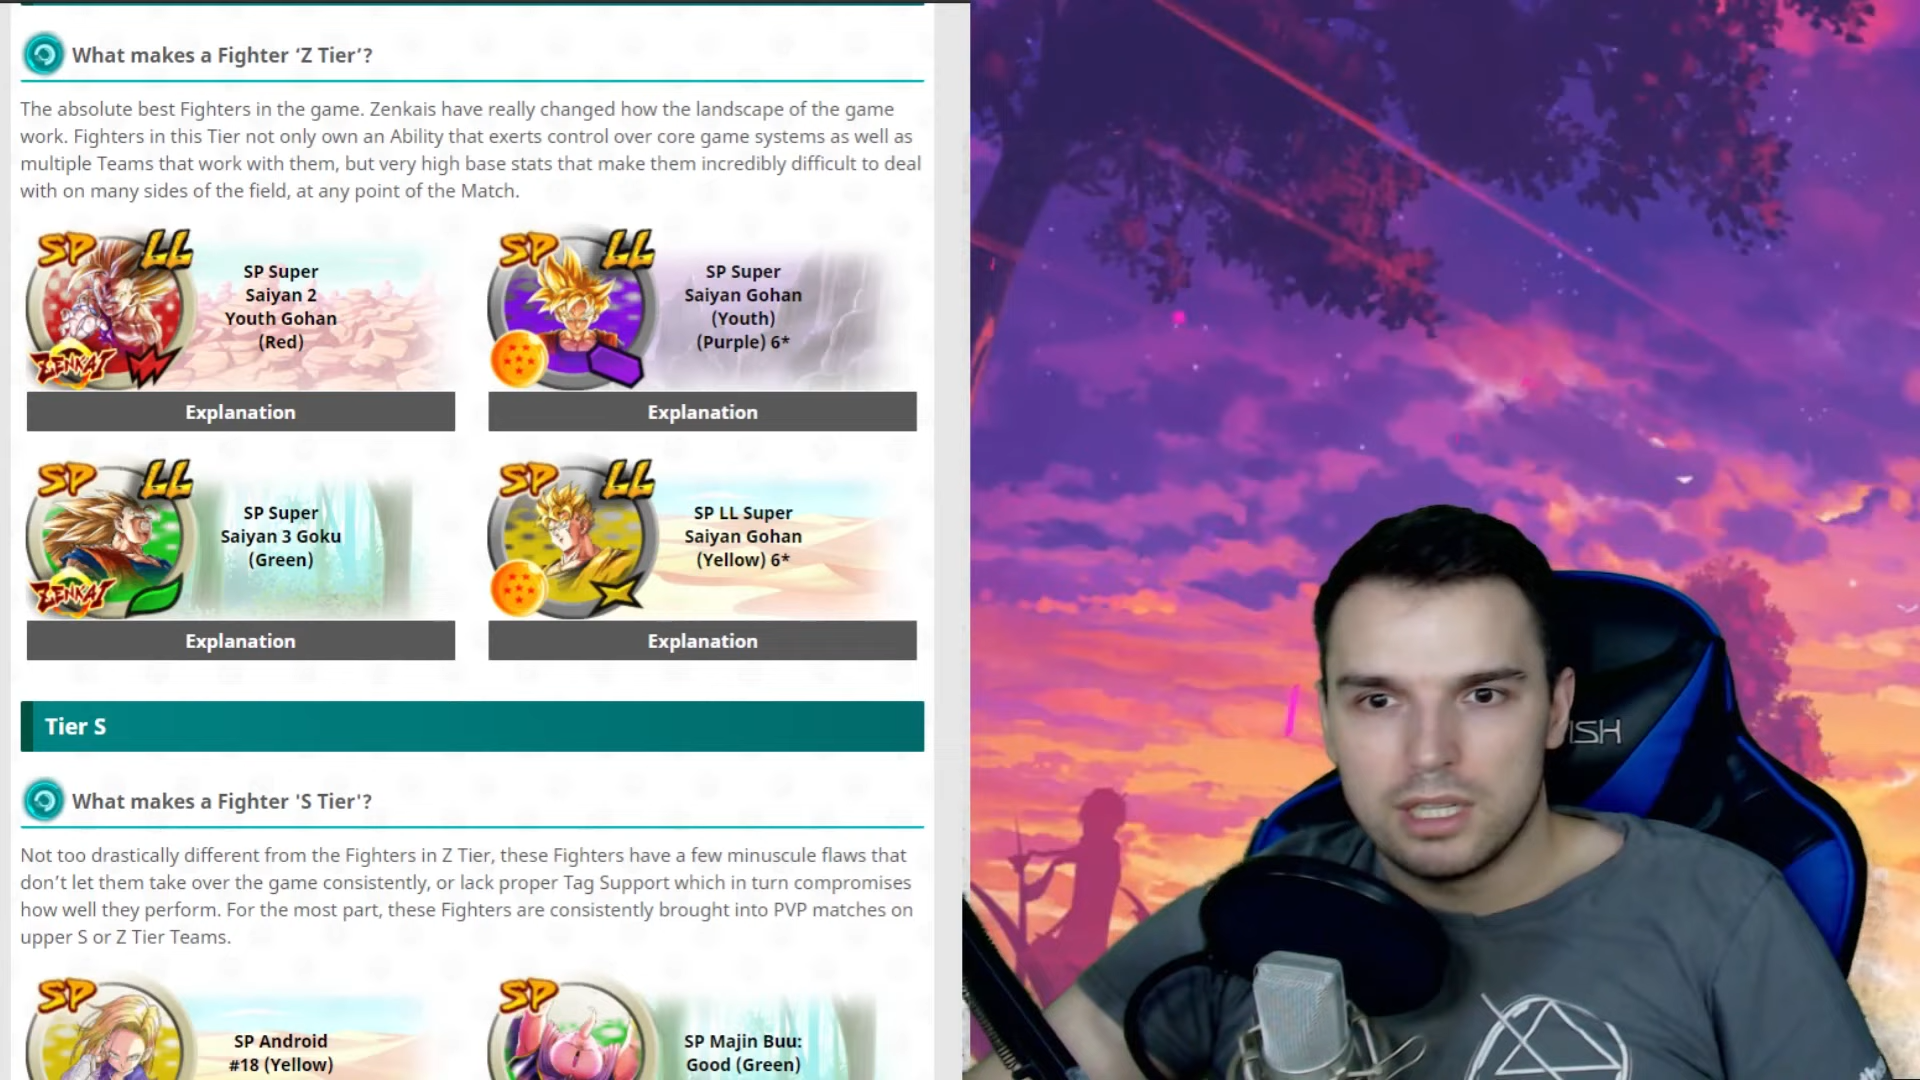 What makes a Fighter ‘Z Tier’?
The absolute best Fighters in the game. Zenkais have really changed how the landscape of the game
work. Fighters in this Tier not only own an Ability that exerts control over core game systems as well as
multiple Teams that work with them, but very high base stats that make them incredibly difficult to deal
with on many sides of the field, at any point of the Match.
SP LL
ZENKAI
SP Super
Saiyan 2
Youth Gohan
(Red)
Explanation
SP LL
SP Super
Saiyan Gohan
(Youth)
(Purple) 6*
Explanation
SP LL
ZENKAI
SP Super
Saiyan 3 Goku
(Green)
Explanation
SP LL
SP LL Super
Saiyan Gohan
(Yellow) 6*
Explanation
Tier S
What makes a Fighter 'S Tier'?
Not too drastically different from the Fighters in Z Tier, these Fighters have a few minuscule flaws that
don’t let them take over the game consistently, or lack proper Tag Support which in turn compromises
how well they perform. For the most part, these Fighters are consistently brought into PVP matches on
upper S or Z Tier Teams.
SP
SP Android
#18 (Yellow)
SP
SP Majin Buu:
Good (Green)
ISH